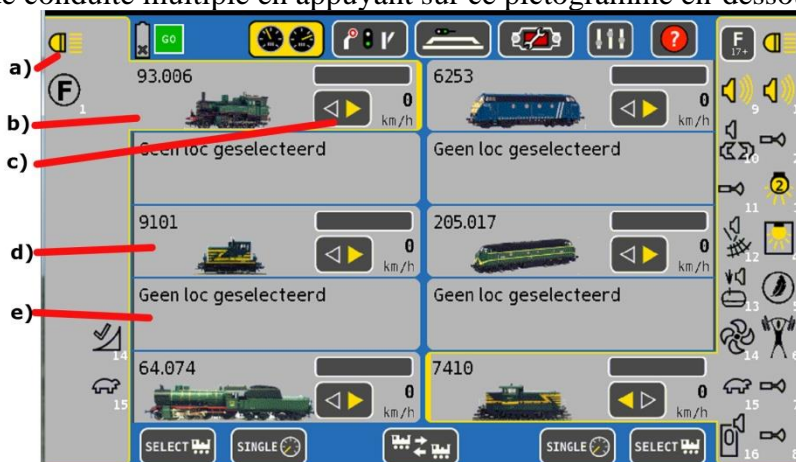 de conduite multiple en appuyant sur ce pictogramme en-dessous
GO
?
F
17+
a)
F
1
93.006
0
km/h
6253
0
km/h
9
b)
c)
Geen loc geselecteerd
Geen loc geselecteerd
10
11
2
9101
0
km/h
205.017
0
km/h
12
d)
e)
Geen loc geselecteerd
Geen loc geselecteerd
13
14
14
64.074
0
km/h
7410
0
km/h
15
15
SELECT
SINGLE
SINGLE
SELECT
16